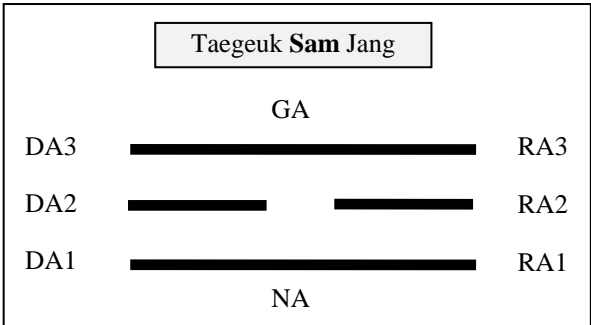 Taegeuk Sam Jang
GA
DA3 RA3
DA2 RA2
DA1 RA1
NA